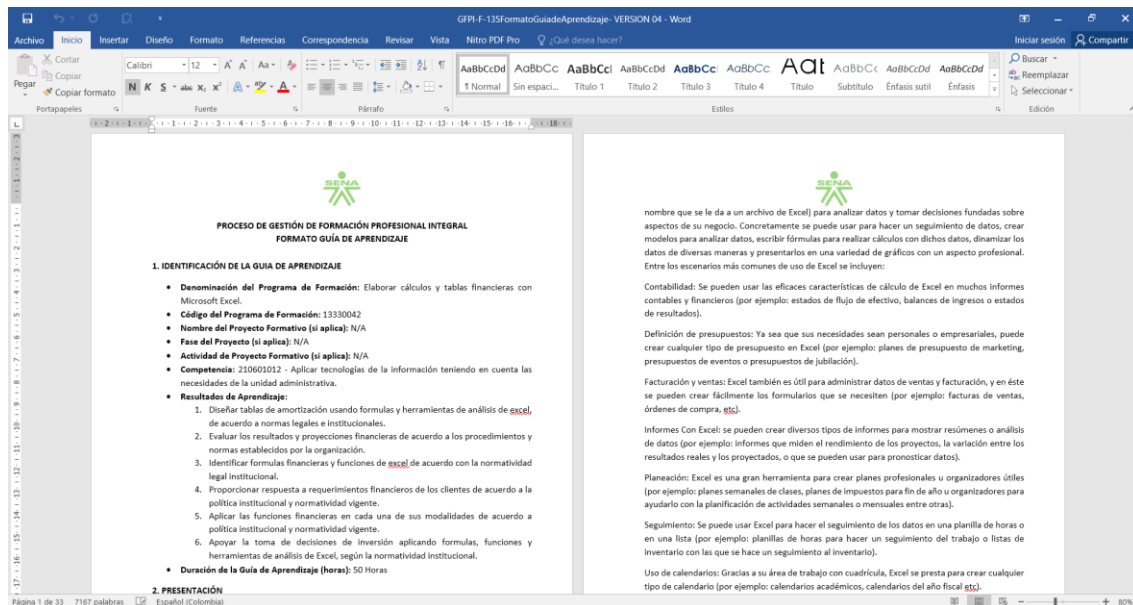 GFPI-F-135FormatoGuiadeAprendizaje- VERSION 04 - Word
Archivo Inicio Insertar Diseño Formato Referencias Correspondencia Revisar Vista Nitro PDF Pro ¿Qué desea hacer? Iniciar sesión Compartir
Pegar
Cortar
Copiar
Copiar formato
Portapapeles
Calibri 12
N K S abc x₂ x²
Fuente
Párrafo
AaBbCcDd AaBbCc AaBbCcl AaBbCcDd AaBbCc AaBbCc AaB AaBbCc AaBbCcDd AaBbCcDd
¶ Normal Sin espaci... Título 1 Título 2 Título 3 Título 4 Título Subtítulo Énfasis sutil Énfasis
Estilos
Buscar
Reemplazar
Seleccionar
Edición
SENA
PROCESO DE GESTIÓN DE FORMACIÓN PROFESIONAL INTEGRAL
FORMATO GUÍA DE APRENDIZAJE
1. IDENTIFICACIÓN DE LA GUIA DE APRENDIZAJE
• Denominación del Programa de Formación: Elaborar cálculos y tablas financieras con
Microsoft Excel.
• Código del Programa de Formación: 13330042
• Nombre del Proyecto Formativo (si aplica): N/A
• Fase del Proyecto (si aplica): N/A
• Actividad de Proyecto Formativo (si aplica): N/A
• Competencia: 210601012 - Aplicar tecnologías de la información teniendo en cuenta las
necesidades de la unidad administrativa.
• Resultados de Aprendizaje:
1. Diseñar tablas de amortización usando formulas y herramientas de análisis de excel,
de acuerdo a normas legales e institucionales.
2. Evaluar los resultados y proyecciones financieras de acuerdo a los procedimientos y
normas establecidos por la organización.
3. Identificar formulas financieras y funciones de excel de acuerdo con la normatividad
legal institucional.
4. Proporcionar respuesta a requerimientos financieros de los clientes de acuerdo a la
política institucional y normatividad vigente.
5. Aplicar las funciones financieras en cada una de sus modalidades de acuerdo a
política institucional y normatividad vigente.
6. Apoyar la toma de decisiones de inversión aplicando formulas, funciones y
herramientas de análisis de Excel, según la normatividad institucional.
• Duración de la Guía de Aprendizaje (horas): 50 Horas
2. PRESENTACIÓN
SENA
nombre que se le da a un archivo de Excel) para analizar datos y tomar decisiones fundadas sobre
aspectos de su negocio. Concretamente se puede usar para hacer un seguimiento de datos, crear
modelos para analizar datos, escribir fórmulas para realizar cálculos con dichos datos, dinamizar los
datos de diversas maneras y presentarlos en una variedad de gráficos con un aspecto profesional.
Entre los escenarios más comunes de uso de Excel se incluyen:
Contabilidad: Se pueden usar las eficaces características de cálculo de Excel en muchos informes
contables y financieros (por ejemplo: estados de flujo de efectivo, balances de ingresos o estados
de resultados).
Definición de presupuestos: Ya sea que sus necesidades sean personales o empresariales, puede
crear cualquier tipo de presupuesto en Excel (por ejemplo: planes de presupuesto de marketing,
presupuestos de eventos o presupuestos de jubilación).
Facturación y ventas: Excel también es útil para administrar datos de ventas y facturación, y en éste
se pueden crear fácilmente los formularios que se necesiten (por ejemplo: facturas de ventas,
órdenes de compra, etc).
Informes Con Excel: se pueden crear diversos tipos de informes para mostrar resúmenes o análisis
de datos (por ejemplo: informes que miden el rendimiento de los proyectos, la variación entre los
resultados reales y los proyectados, o que se pueden usar para pronosticar datos).
Planeación: Excel es una gran herramienta para crear planes profesionales u organizadores útiles
(por ejemplo: planes semanales de clases, planes de impuestos para fin de año u organizadores para
ayudarlo con la planificación de actividades semanales o mensuales entre otras).
Seguimiento: Se puede usar Excel para hacer el seguimiento de los datos en una planilla de horas o
en una lista (por ejemplo: planillas de horas para hacer un seguimiento del trabajo o listas de
inventario con las que se hace un seguimiento al inventario).
Uso de calendarios: Gracias a su área de trabajo con cuadrícula, Excel se presta para crear cualquier
tipo de calendario (por ejemplo: calendarios académicos, calendarios del año fiscal etc).
Página 1 de 33 7167 palabras Español (Colombia) 80%